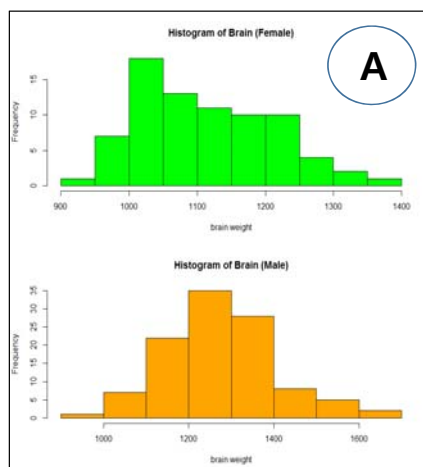 Histogram of Brain (Female)
A
Frequency
15
10
5
0
900 1000 1100 1200 1300 1400
brain weight
Histogram of Brain (Male)
Frequency
35
30
25
20
15
10
5
0
1000 1200 1400 1600
brain weight